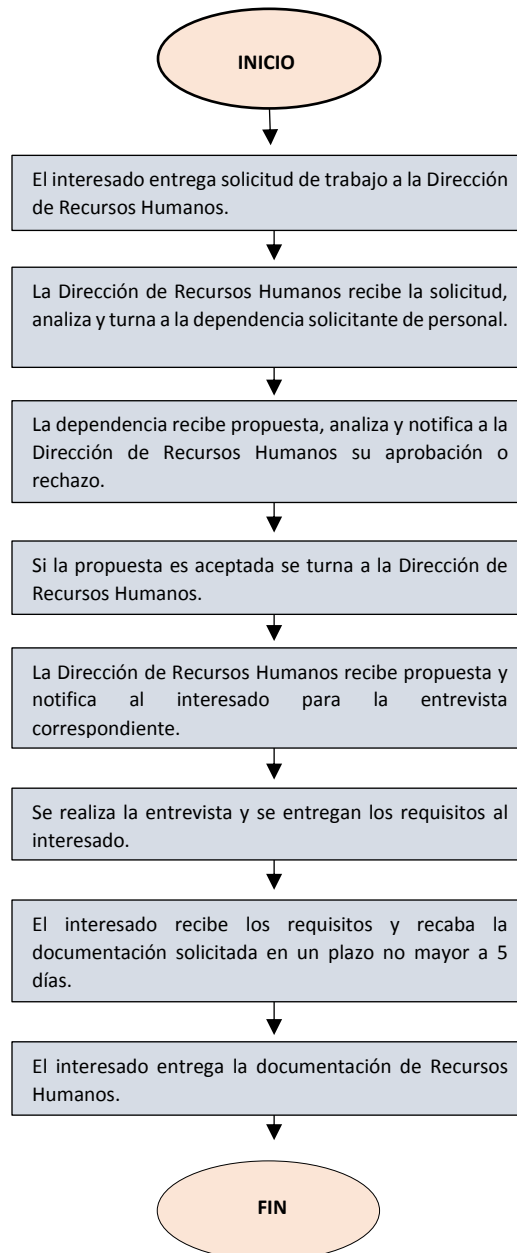 INICIO
El interesado entrega solicitud de trabajo a la Dirección
de Recursos Humanos.
La Dirección de Recursos Humanos recibe la solicitud,
analiza y turna a la dependencia solicitante de personal.
La dependencia recibe propuesta, analiza y notifica a la
Dirección de Recursos Humanos su aprobación o
rechazo.
Si la propuesta es aceptada se turna a la Dirección de
Recursos Humanos.
La Dirección de Recursos Humanos recibe propuesta y
notifica al interesado para la entrevista
correspondiente.
Se realiza la entrevista y se entregan los requisitos al
interesado.
El interesado recibe los requisitos y recaba la
documentación solicitada en un plazo no mayor a 5
días.
El interesado entrega la documentación de Recursos
Humanos.
FIN